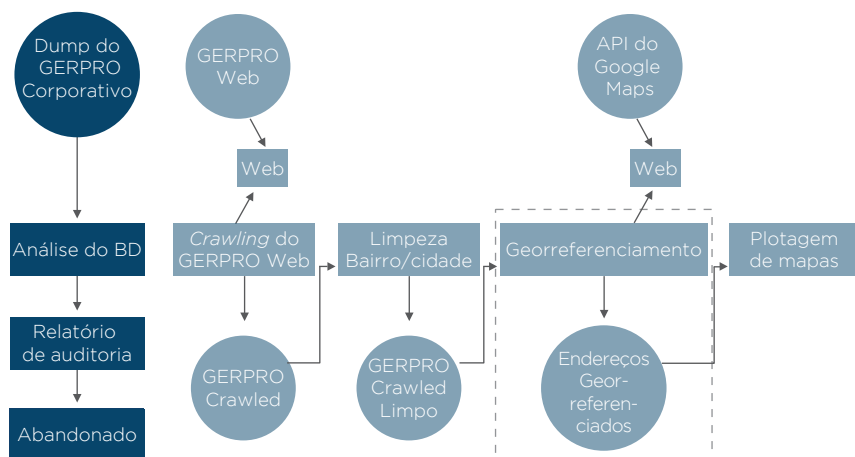 Dump do
GERPRO
Corporativo
GERPRO
Web
API do
Google
Maps
Web
Web
Análise do BD
Crawling do
GERPRO Web
Limpeza
Bairro/cidade
Georreferenciamento
Plotagem
de mapas
Relatório
de auditoria
GERPRO
Crawled
GERPRO
Crawled
Limpo
Endereços
Geor-
referen-
ciados
Abandonado